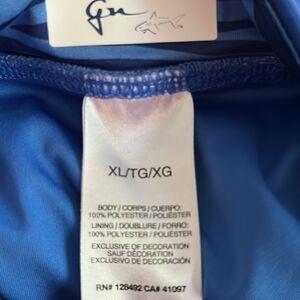 gn
XL/TG/XG
BODY / CORPS / CUERPO:
100% POLYESTER / POLIÉSTER
LINING / DOUBLURE / FORRO:
100% POLYESTER / POLIÉSTER
EXCLUSIVE OF DECORATION
SAUF DÉCORATION
EXCLUSIVO DE DECORACIÓN
RN# 128492 CA# 41097